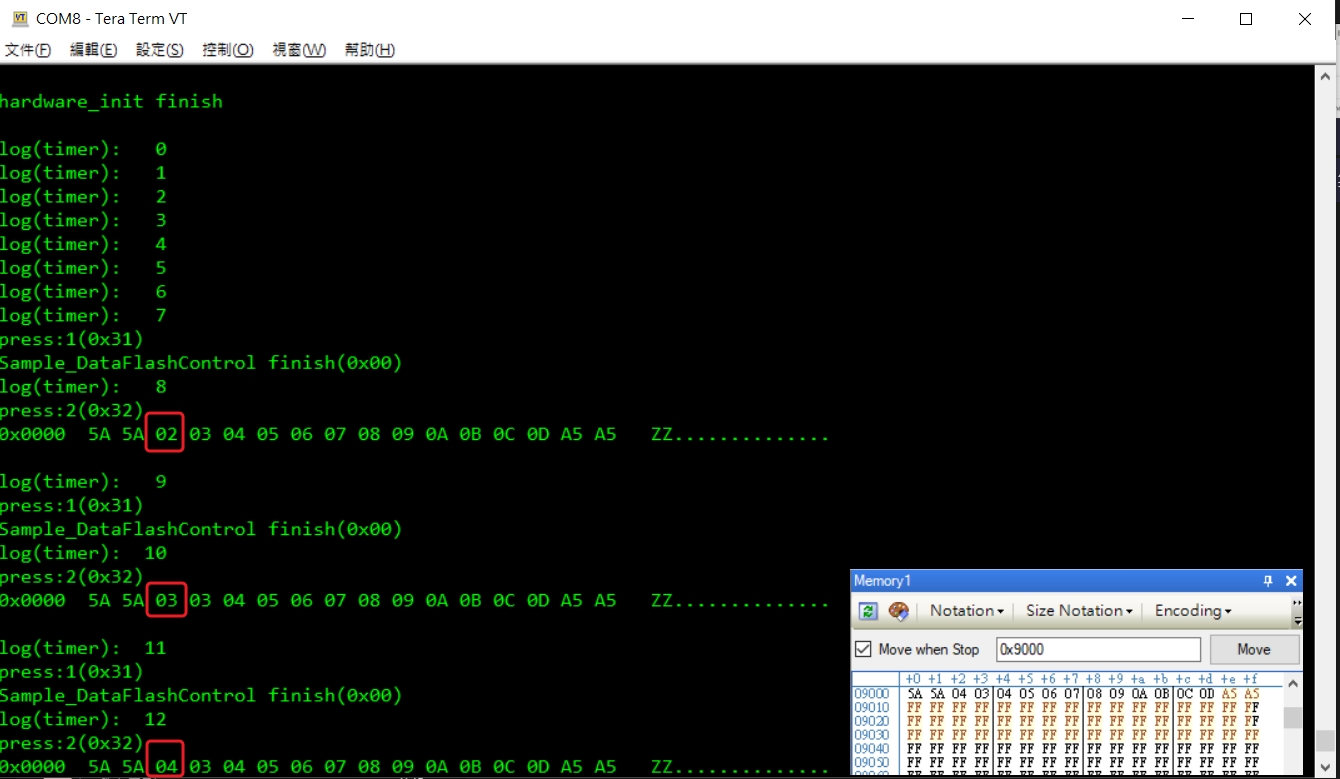 COM8 - Tera Term VT
文件(F) 編輯(E) 設定(S) 控制(O) 視窗(W) 幫助(H)
hardware_init finish
log(timer): 0
log(timer): 1
log(timer): 2
log(timer): 3
log(timer): 4
log(timer): 5
log(timer): 6
log(timer): 7
press:1(0x31)
Sample_DataFlashControl finish(0x00)
log(timer): 8
press:2(0x32)
0x0000 5A 5A 02 03 04 05 06 07 08 09 0A 0B 0C 0D A5 A5 ZZ..............
log(timer): 9
press:1(0x31)
Sample_DataFlashControl finish(0x00)
log(timer): 10
press:2(0x32)
0x0000 5A 5A 03 03 04 05 06 07 08 09 0A 0B 0C 0D A5 A5 ZZ..............
log(timer): 11
press:1(0x31)
Sample_DataFlashControl finish(0x00)
log(timer): 12
press:2(0x32)
0x0000 5A 5A 04 03 04 05 06 07 08 09 0A 0B 0C 0D A5 A5 ZZ..............
Memory1
Notation Size Notation Encoding
Move when Stop 0x9000 Move
+0 +1 +2 +3 +4 +5 +6 +7 +8 +9 +a +b +c +d +e +f
09000 5A 5A 04 03 04 05 06 07 08 09 0A 0B 0C 0D A5 A5
09010 FF FF FF FF FF FF FF FF FF FF FF FF FF FF FF FF
09020 FF FF FF FF FF FF FF FF FF FF FF FF FF FF FF FF
09030 FF FF FF FF FF FF FF FF FF FF FF FF FF FF FF FF
09040 FF FF FF FF FF FF FF FF FF FF FF FF FF FF FF FF
09050 FF FF FF FF FF FF FF FF FF FF FF FF FF FF FF FF